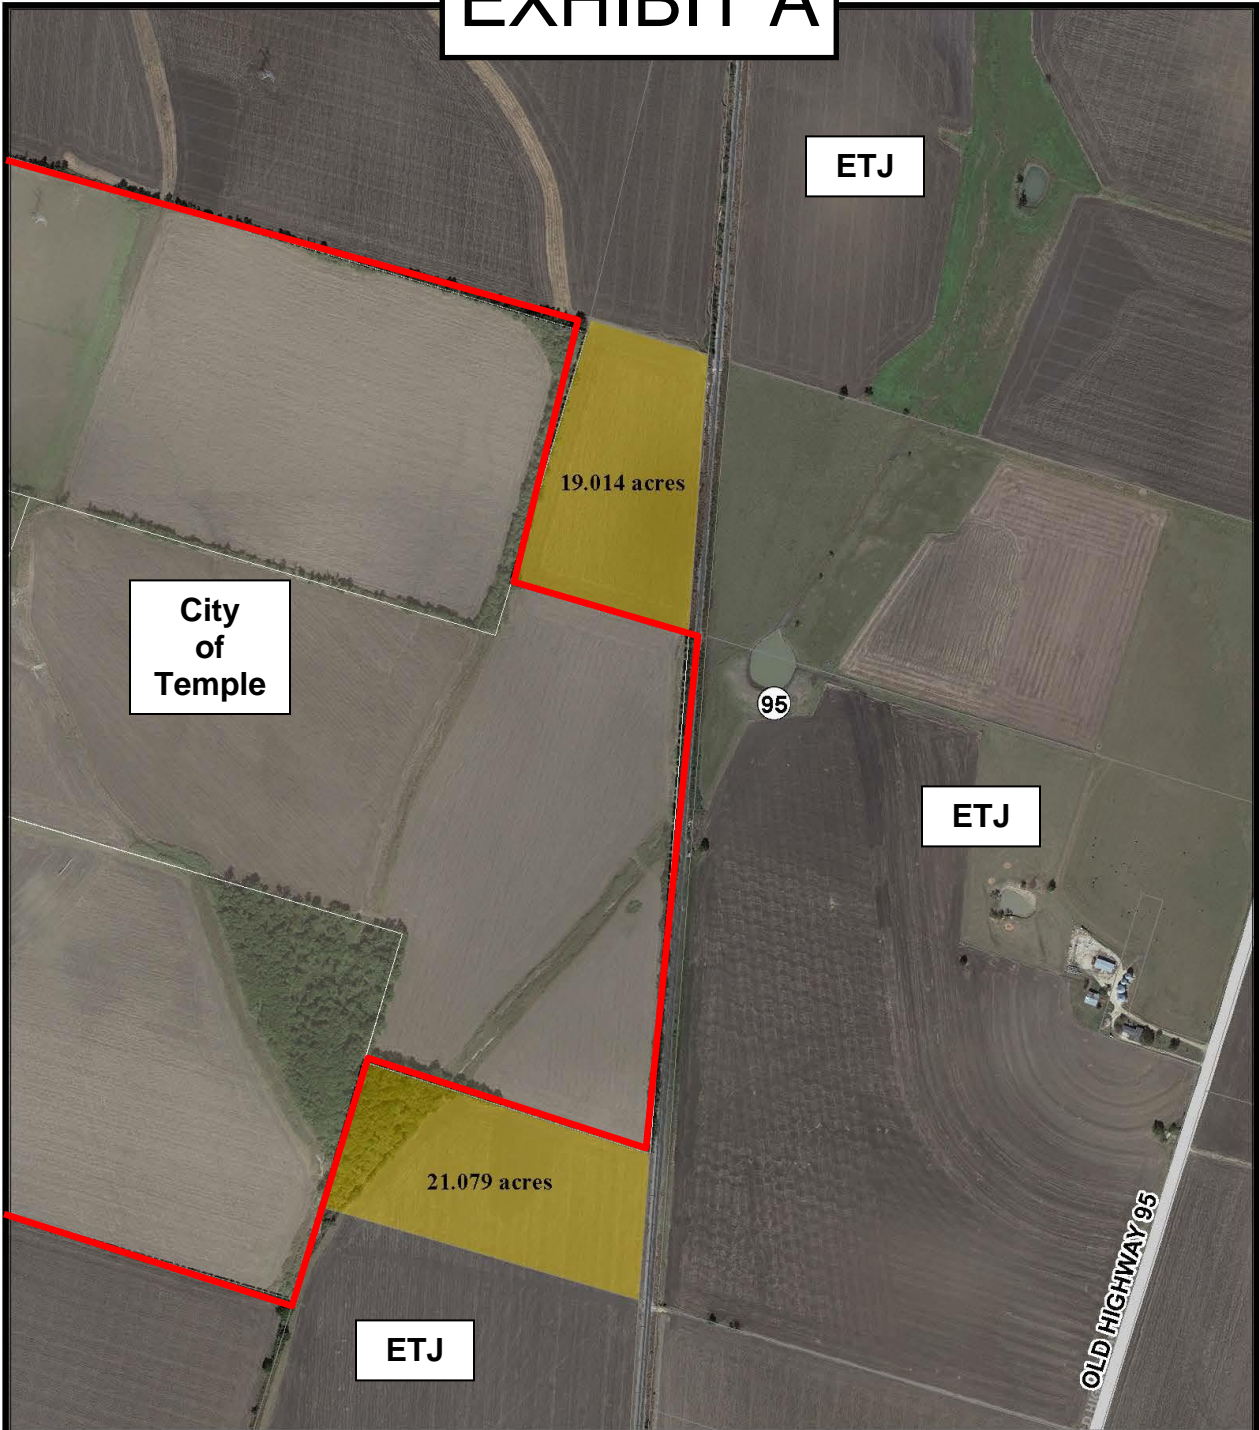 EXHIBIT A
ETJ
19.014 acres
City
of
Temple
95
ETJ
21.079 acres
OLD HIGHWAY 95
ETJ